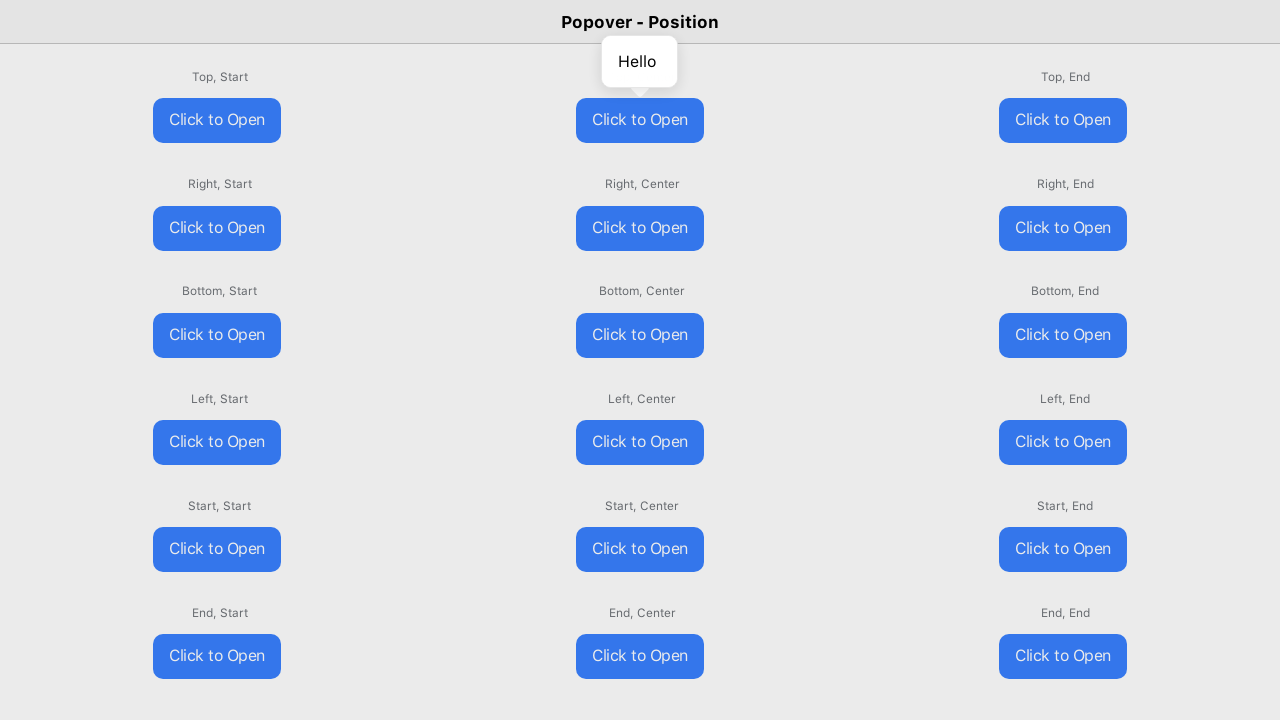 Popover - Position
Hello
Top, Start
Top, End
Click to Open
Click to Open
Click to Open
Right, Start
Right, Center
Right, End
Click to Open
Click to Open
Click to Open
Bottom, Start
Bottom, Center
Bottom, End
Click to Open
Click to Open
Click to Open
Left, Start
Left, Center
Left, End
Click to Open
Click to Open
Click to Open
Start, Start
Start, Center
Start, End
Click to Open
Click to Open
Click to Open
End, Start
End, Center
End, End
Click to Open
Click to Open
Click to Open